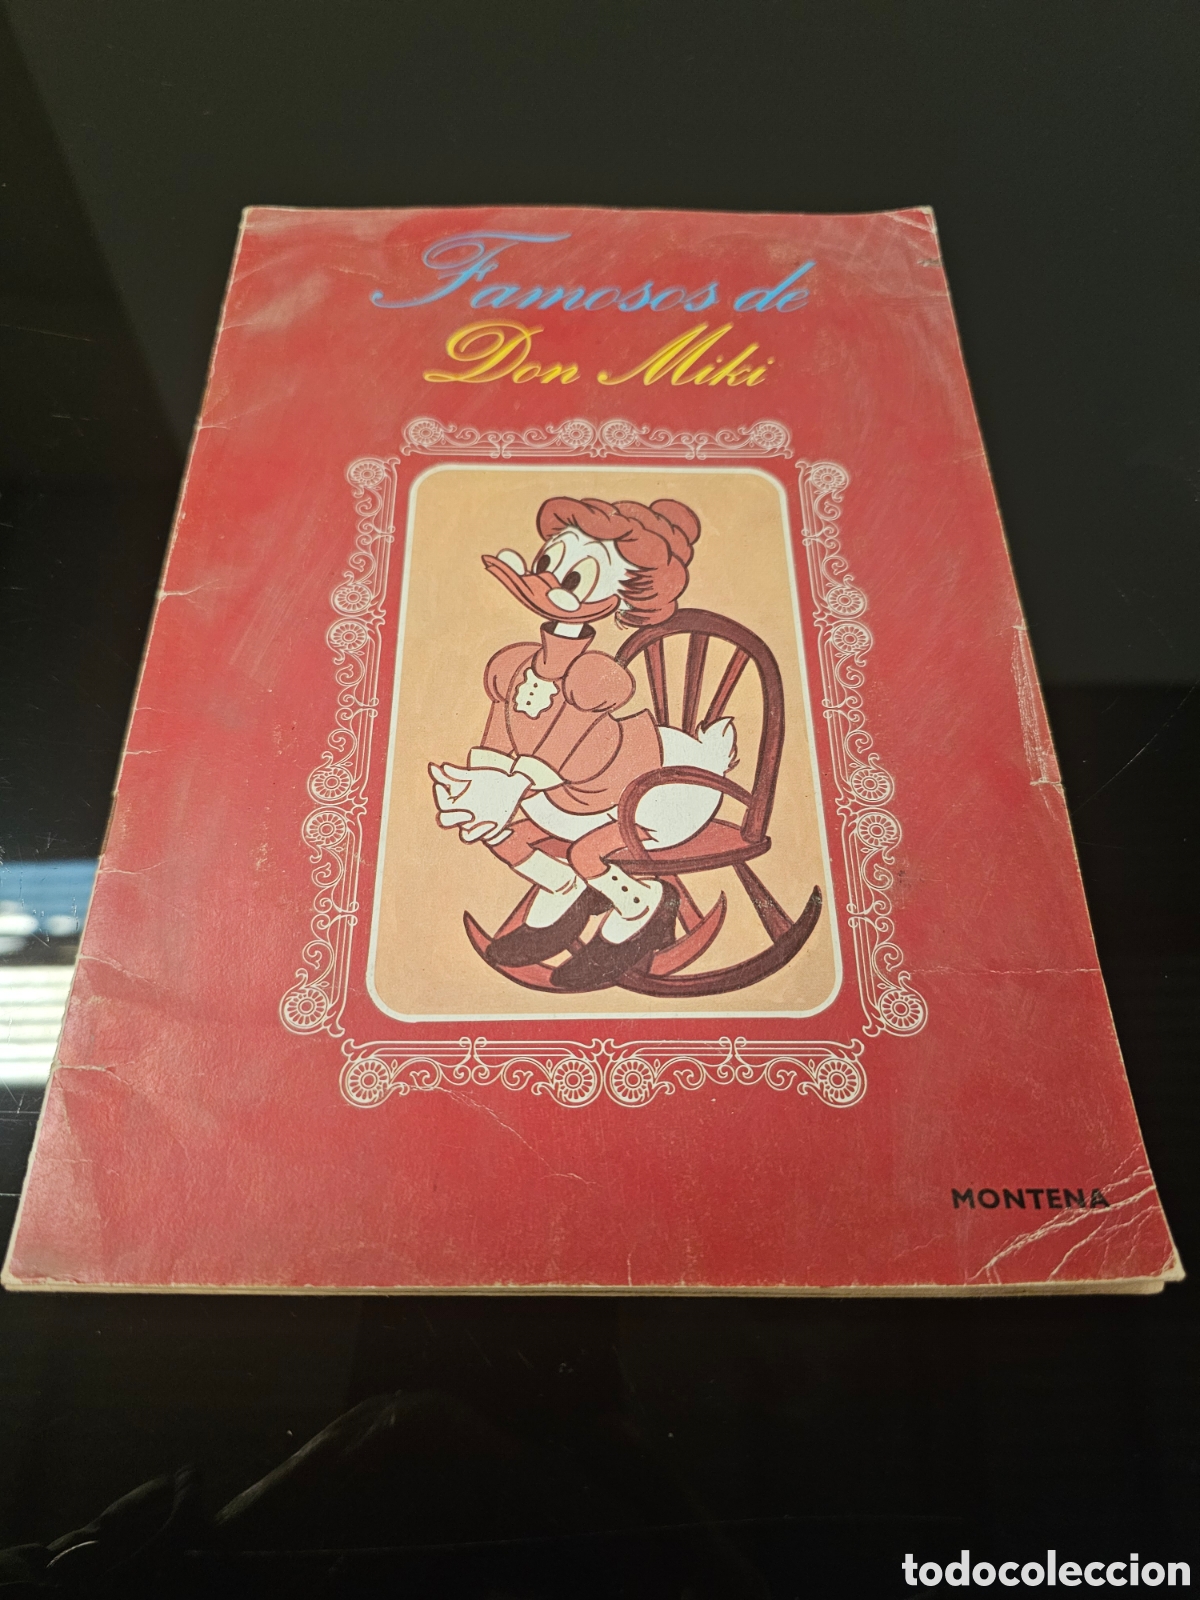 Famosos de
Don Miki
MONTENA
todocoleccion